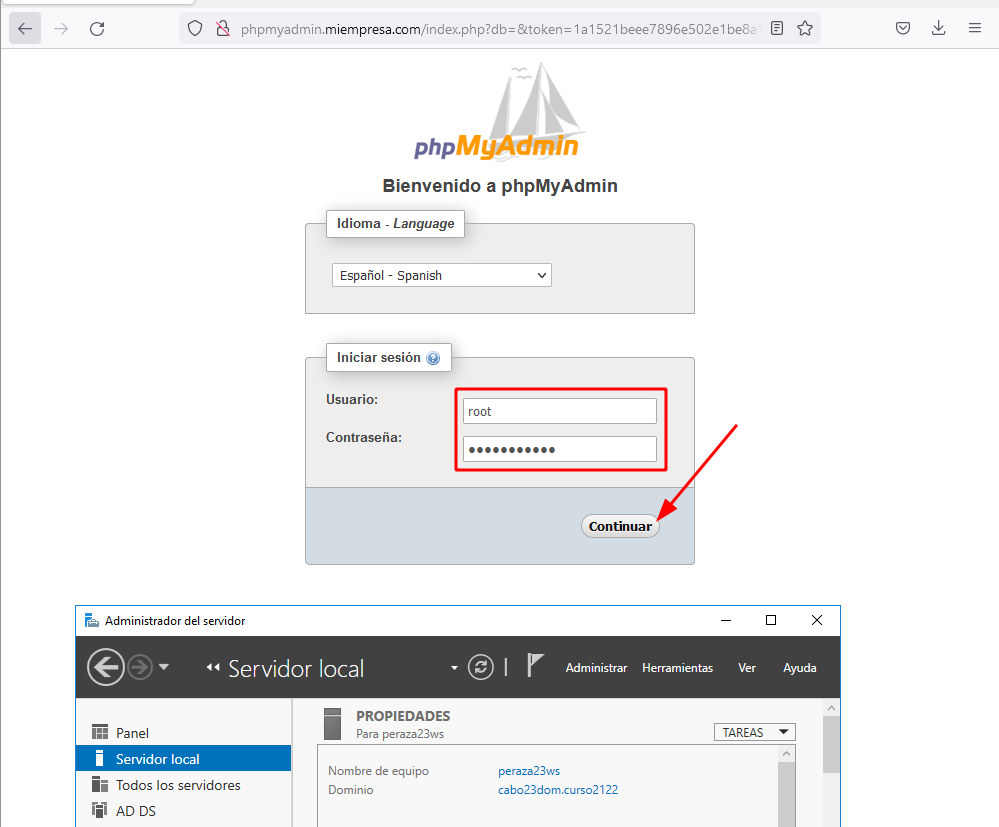 phpmyadmin.miempresa.com/index.php?db=&token=1a1521beee7896e502e1be8a1
phpMyAdmin
Bienvenido a phpMyAdmin
Idioma - Language
Español - Spanish
Iniciar sesión
Usuario:
root
Contraseña:
●●●●●●●●●●●
Continuar
Administrador del servidor
Servidor local
Administrar
Herramientas
Ver
Ayuda
Panel
Servidor local
Todos los servidores
AD DS
PROPIEDADES
Para peraza23ws
TAREAS
Nombre de equipo peraza23ws
Dominio cabo23dom.curso2122